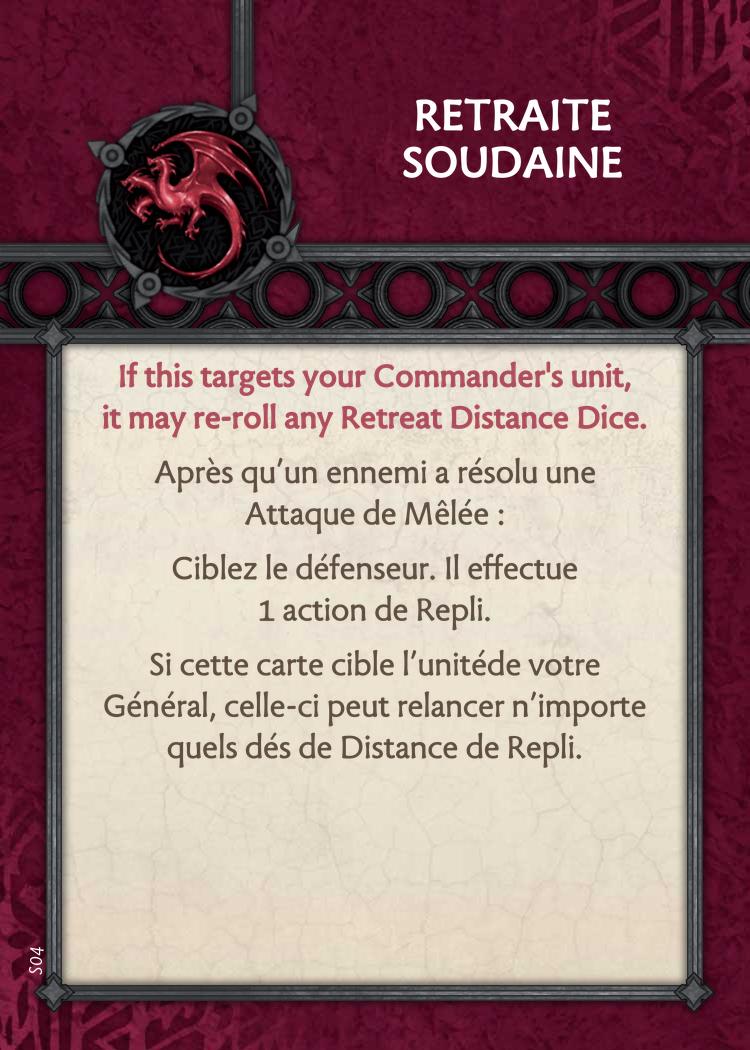 RETRAITE
SOUDAINE
If this targets your Commander's unit,
it may re-roll any Retreat Distance Dice.
Après qu’un ennemi a résolu une
Attaque de Mêlée :
Ciblez le défenseur. Il effectue
1 action de Repli.
Si cette carte cible l’unitéde votre
Général, celle-ci peut relancer n’importe
quels dés de Distance de Repli.
S04